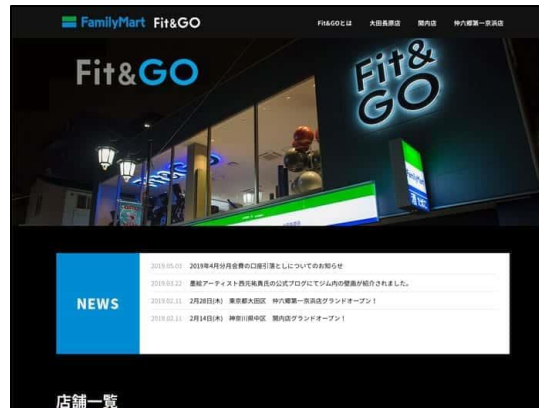 FamilyMart Fit&GO
Fit&GOとは 大田長原店 関内店 仲六郷第一京浜店
Fit&GO
Fit&
GO
FamilyMart
NEWS
2019.05.03 2019年4月分月会費の口座引落としについてのお知らせ
2019.03.22 墨絵アーティスト西元祐貴氏の公式ブログにてジム内の壁画が紹介されました。
2019.02.11 2月28日(木) 東京都大田区 仲六郷第一京浜店グランドオープン!
2019.02.11 2月14日(木) 神奈川県中区 関内店グランドオープン!
店舗一覧